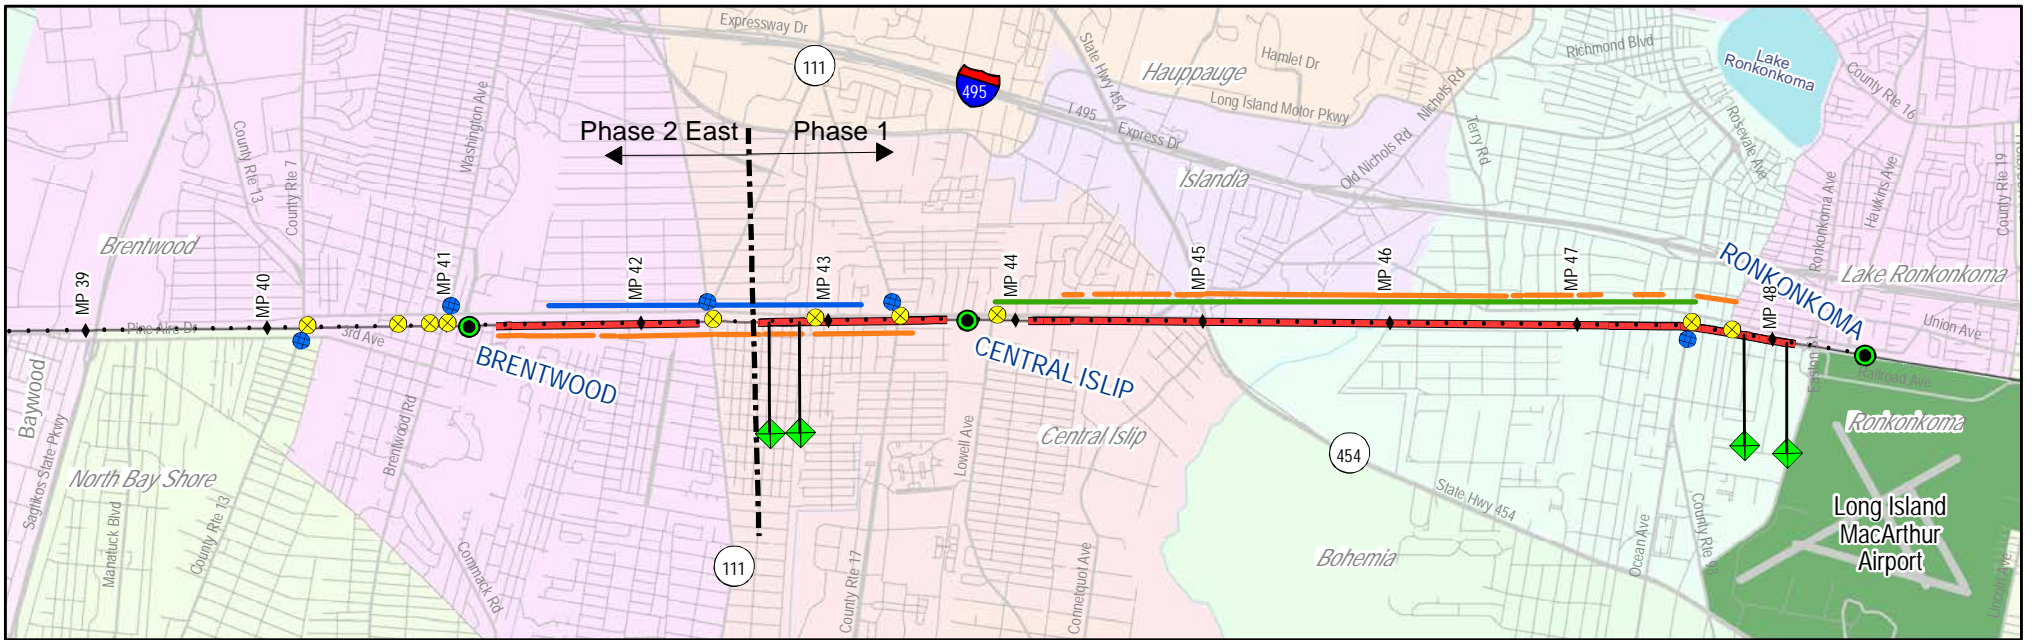 Expressway Dr
111
495
State Hwy 454
Hauppauge
Hamlet Dr
Long Island Motor Pkwy
I 495
Express Dr
Richmond Blvd
Lake
Ronkonkoma
County Rte 16
Nichols Rd
Old Nichols Rd
Terry Rd
Rosevale Ave
Hawkins Ave
Ronkonkoma Ave
County Rte 19
County Rte 13
County Rte 7
Washington Ave
Phase 2 East
Phase 1
Islandia
Brentwood
MP 39
MP 40
MP 41
MP 42
MP 43
MP 44
MP 45
MP 46
MP 47
MP 48
RONKONKOMA
Lake Ronkonkoma
Union Ave
Pine Aire Dr
3rd Ave
BRENTWOOD
CENTRAL ISLIP
Easton St
Railroad Ave
Ronkonkoma
Baywood
Sagtikos State Pkwy
North Bay Shore
Manatuck Blvd
County Rte 13
Brentwood Rd
Commack Rd
111
County Rte 17
Lowell Ave
Central Islip
Connetquot Ave
454
State Hwy 454
Bohemia
Ocean Ave
County Rte 93
Long Island
MacArthur
Airport
Lincoln Ave